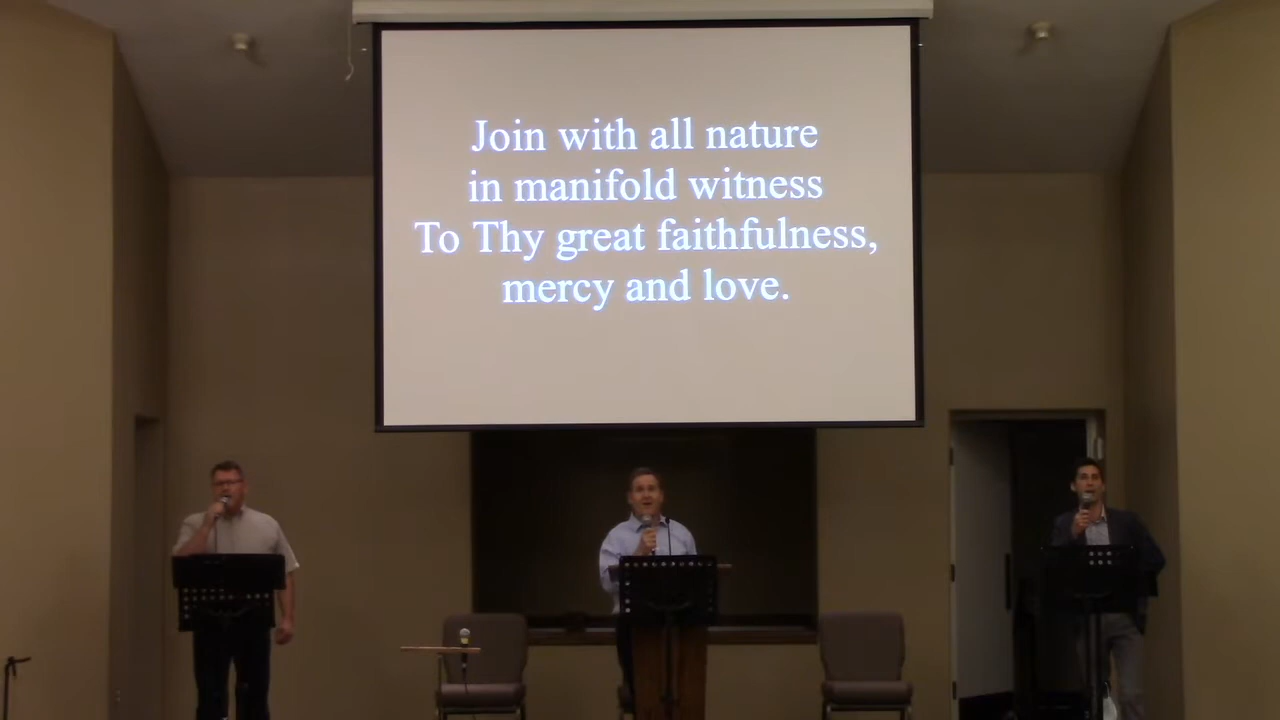 Join with all nature
in manifold witness
To Thy great faithfulness,
mercy and love.